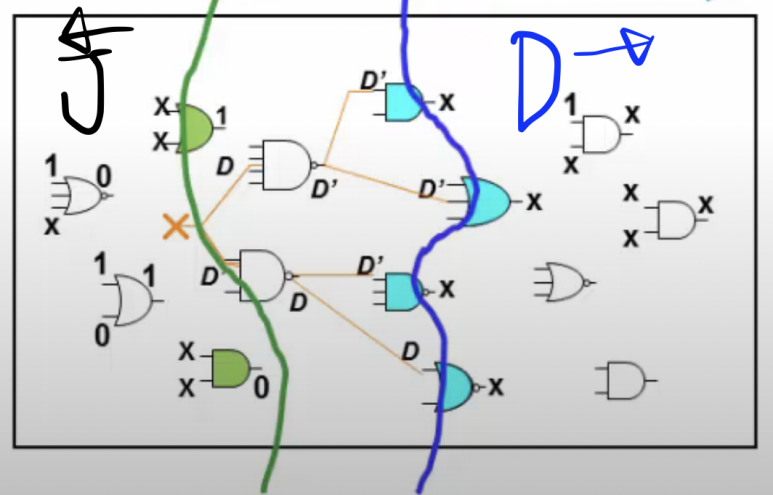 J D
D' X 1 X
X 1 X
X
1 0 D D' D' X X X
X X
1 1 D' D' X
0 D
X D
X 0 X